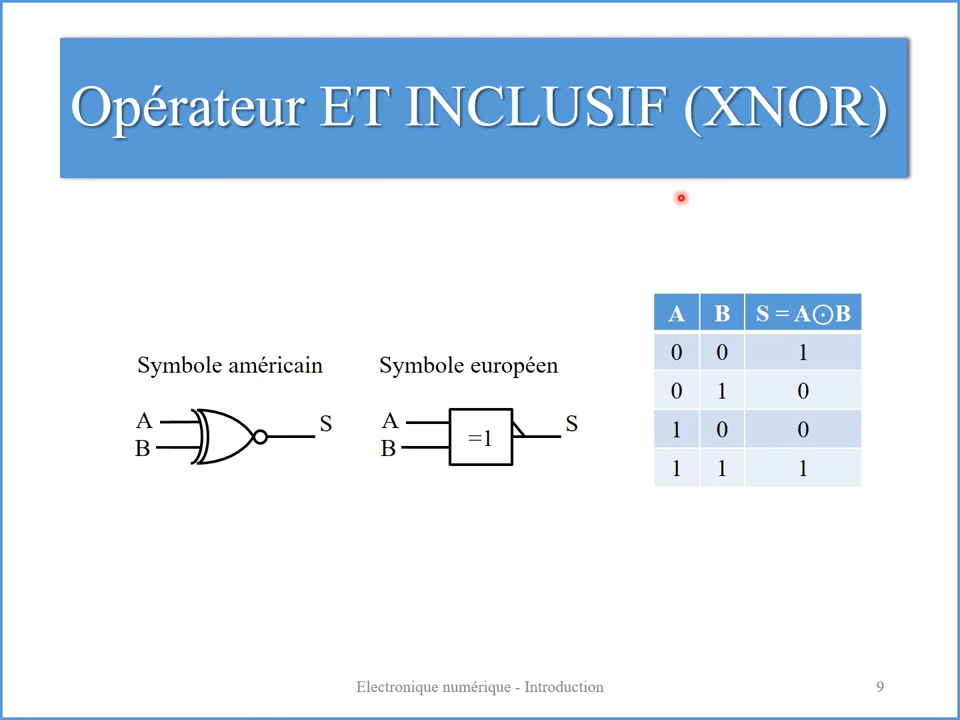 Opérateur ET INCLUSIF (XNOR)
Symbole américain
A
B
S
Symbole européen
A
B
=1
S
A B S = A⊙B
0 0 1
0 1 0
1 0 0
1 1 1
Electronique numérique - Introduction
9